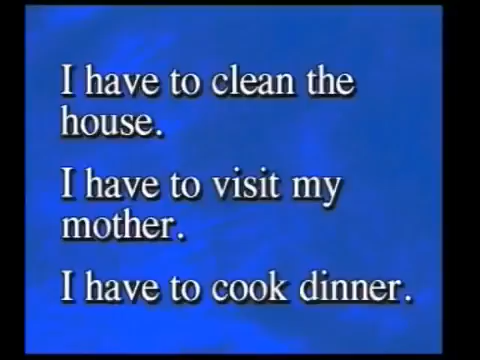 I have to clean the
house.
I have to visit my
mother.
I have to cook dinner.